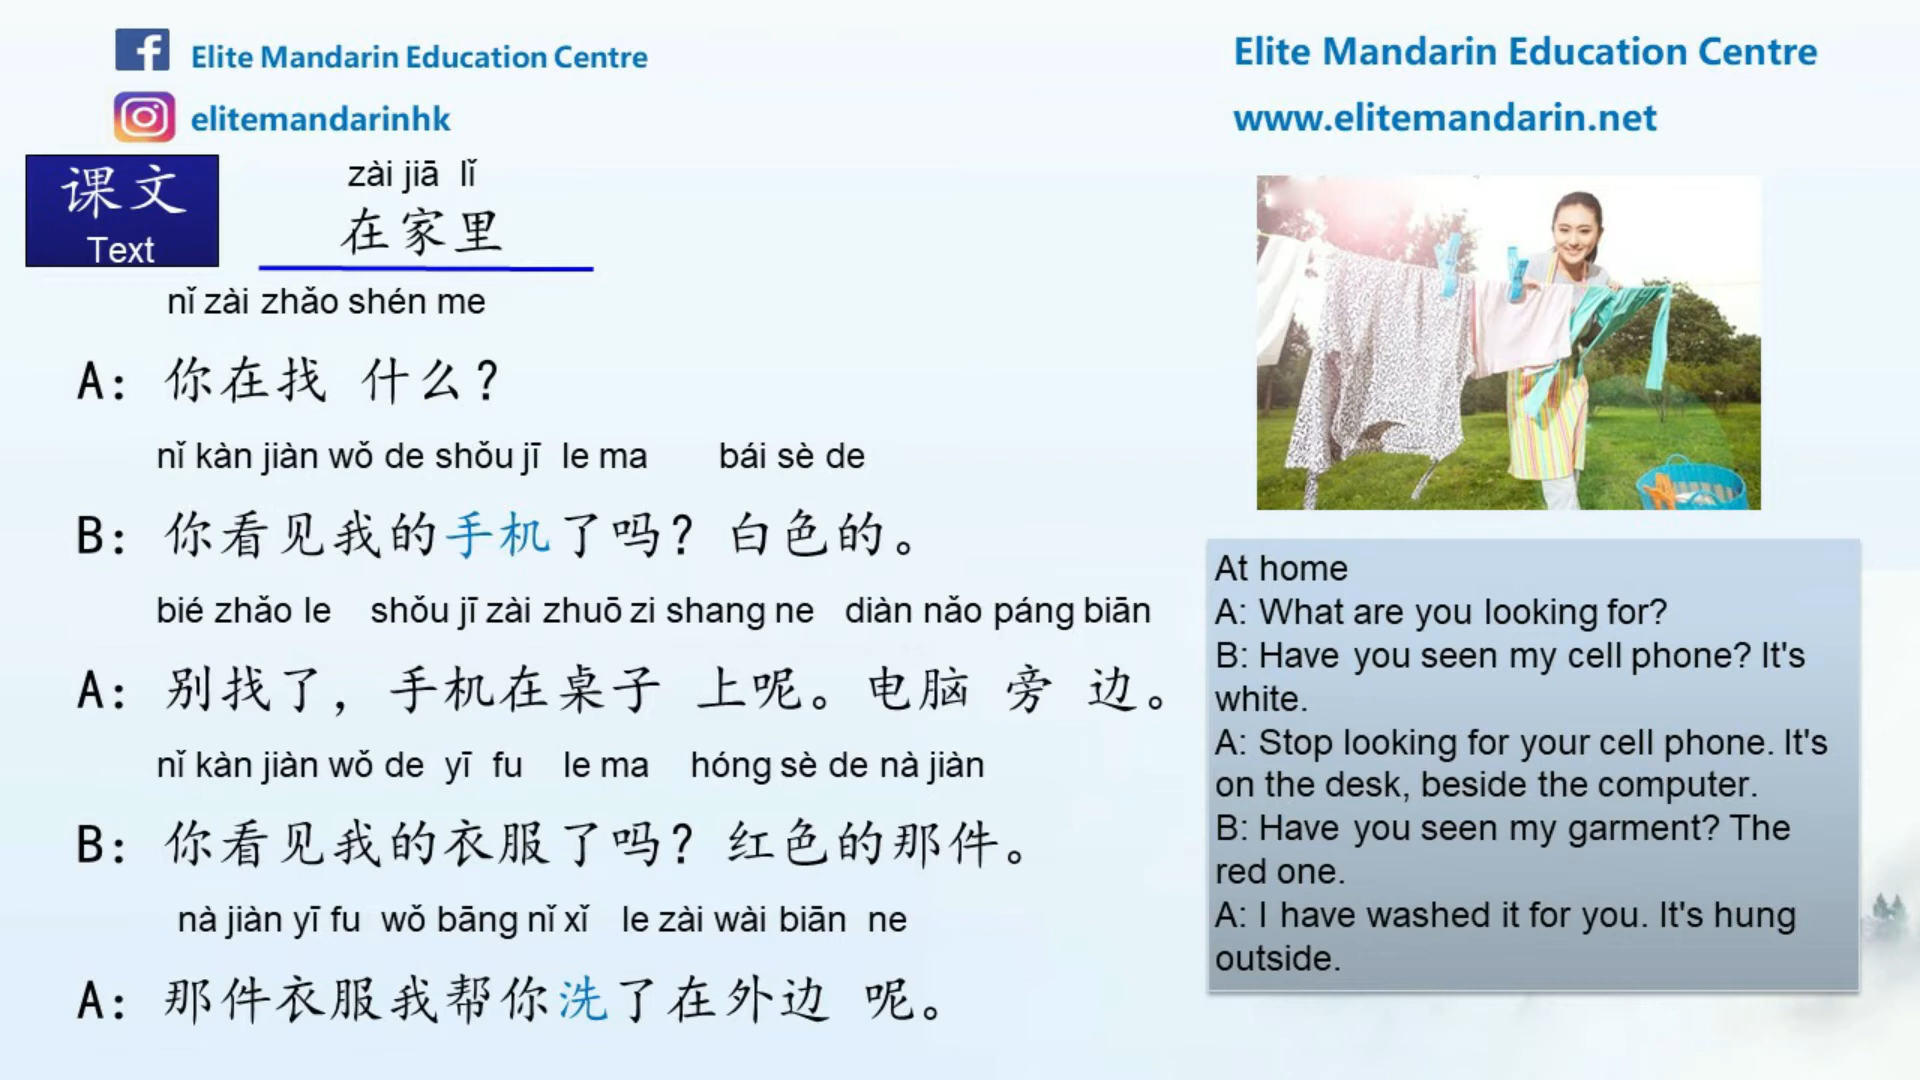 Elite Mandarin Education Centre
elitemandarinhk
Elite Mandarin Education Centre
www.elitemandarin.net
课文
Text
zài jiā lǐ
在家里
nǐ zài zhǎo shén me
A：你在找 什么？
nǐ kàn jiàn wǒ de shǒu jī le ma bái sè de
B：你看见我的手机了吗？白色的。
bié zhǎo le shǒu jī zài zhuō zi shang ne diàn nǎo páng biān
A：别找了，手机在桌子 上呢。电脑 旁 边。
nǐ kàn jiàn wǒ de yī fu le ma hóng sè de nà jiàn
B：你看见我的衣服了吗？红色的那件。
nà jiàn yī fu wǒ bāng nǐ xǐ le zài wài biān ne
A：那件衣服我帮你洗了在外边 呢。
At home
A: What are you looking for?
B: Have you seen my cell phone? It's
white.
A: Stop looking for your cell phone. It's
on the desk, beside the computer.
B: Have you seen my garment? The
red one.
A: I have washed it for you. It's hung
outside.